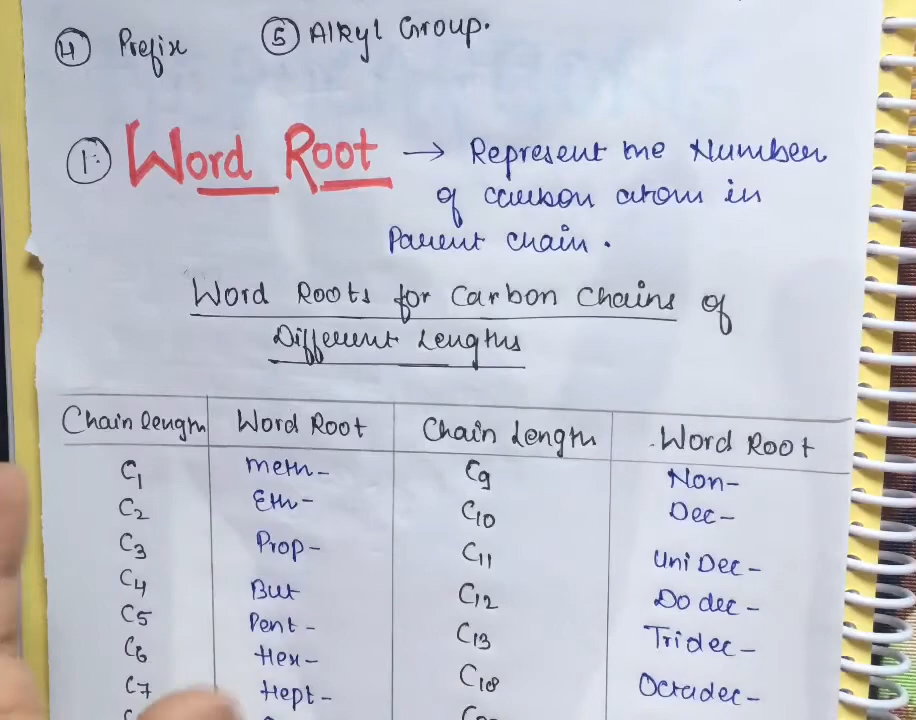 ④ Prefix ⑤ Alkyl Group.
①: Word Root → Represent the Number
of carbon atom in
Parent chain.
Word Roots for Carbon Chains of
Different Lengths
Chain length Word Root Chain Length Word Root
C1 Meth- C9 Non-
C2 Eth- C10 Dec-
C3 Prop- C11 Uni Dec-
C4 But C12 Do dec-
C5 Pent- C13 Tridec-
C6 Hex- C18 Octadec-
C7 Hept-